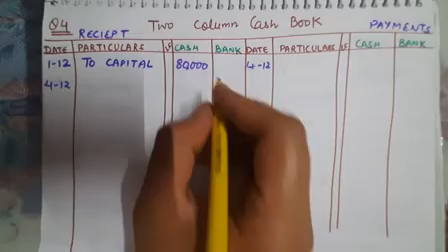 Q4 Two Column Cash Book
RECIEPT PAYMENTS
DATE PARTICULARS LF CASH BANK DATE PARTICULARS LF CASH BANK
1-12 TO CAPITAL 80000 4-12
4-12